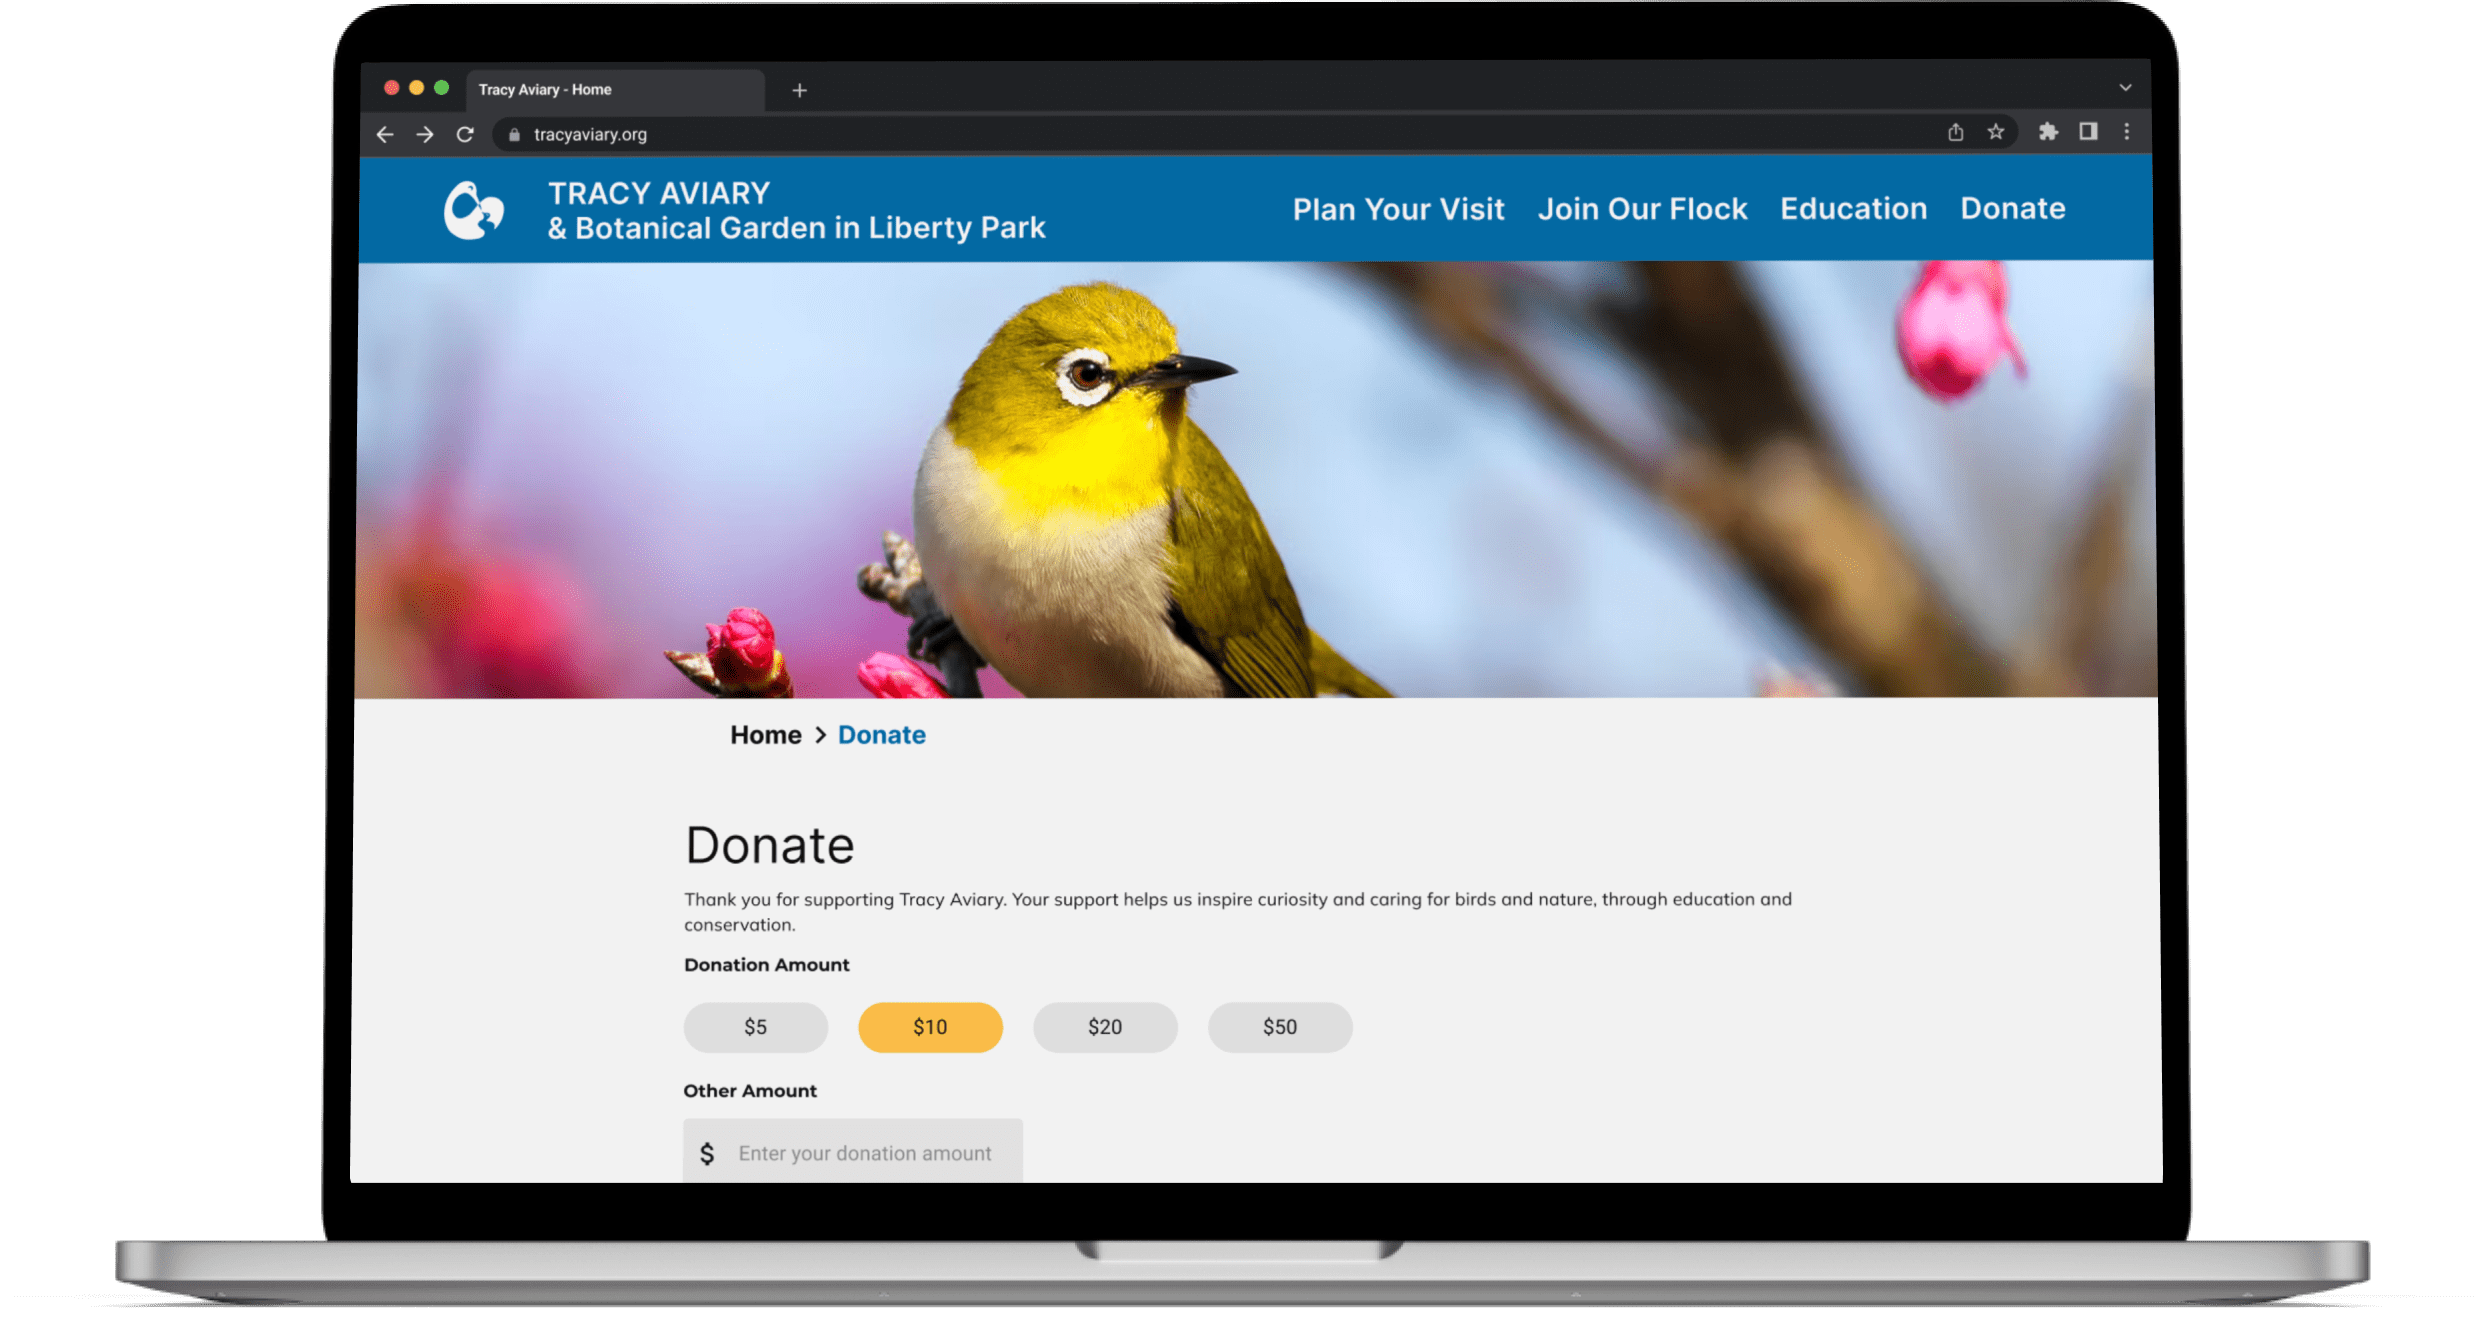 Tracy Aviary - Home
tracyaviary.org
TRACY AVIARY
& Botanical Garden in Liberty Park
Plan Your Visit Join Our Flock Education Donate
Home > Donate
Donate
Thank you for supporting Tracy Aviary. Your support helps us inspire curiosity and caring for birds and nature, through education and
conservation.
Donation Amount
$5 $10 $20 $50
Other Amount
$ Enter your donation amount